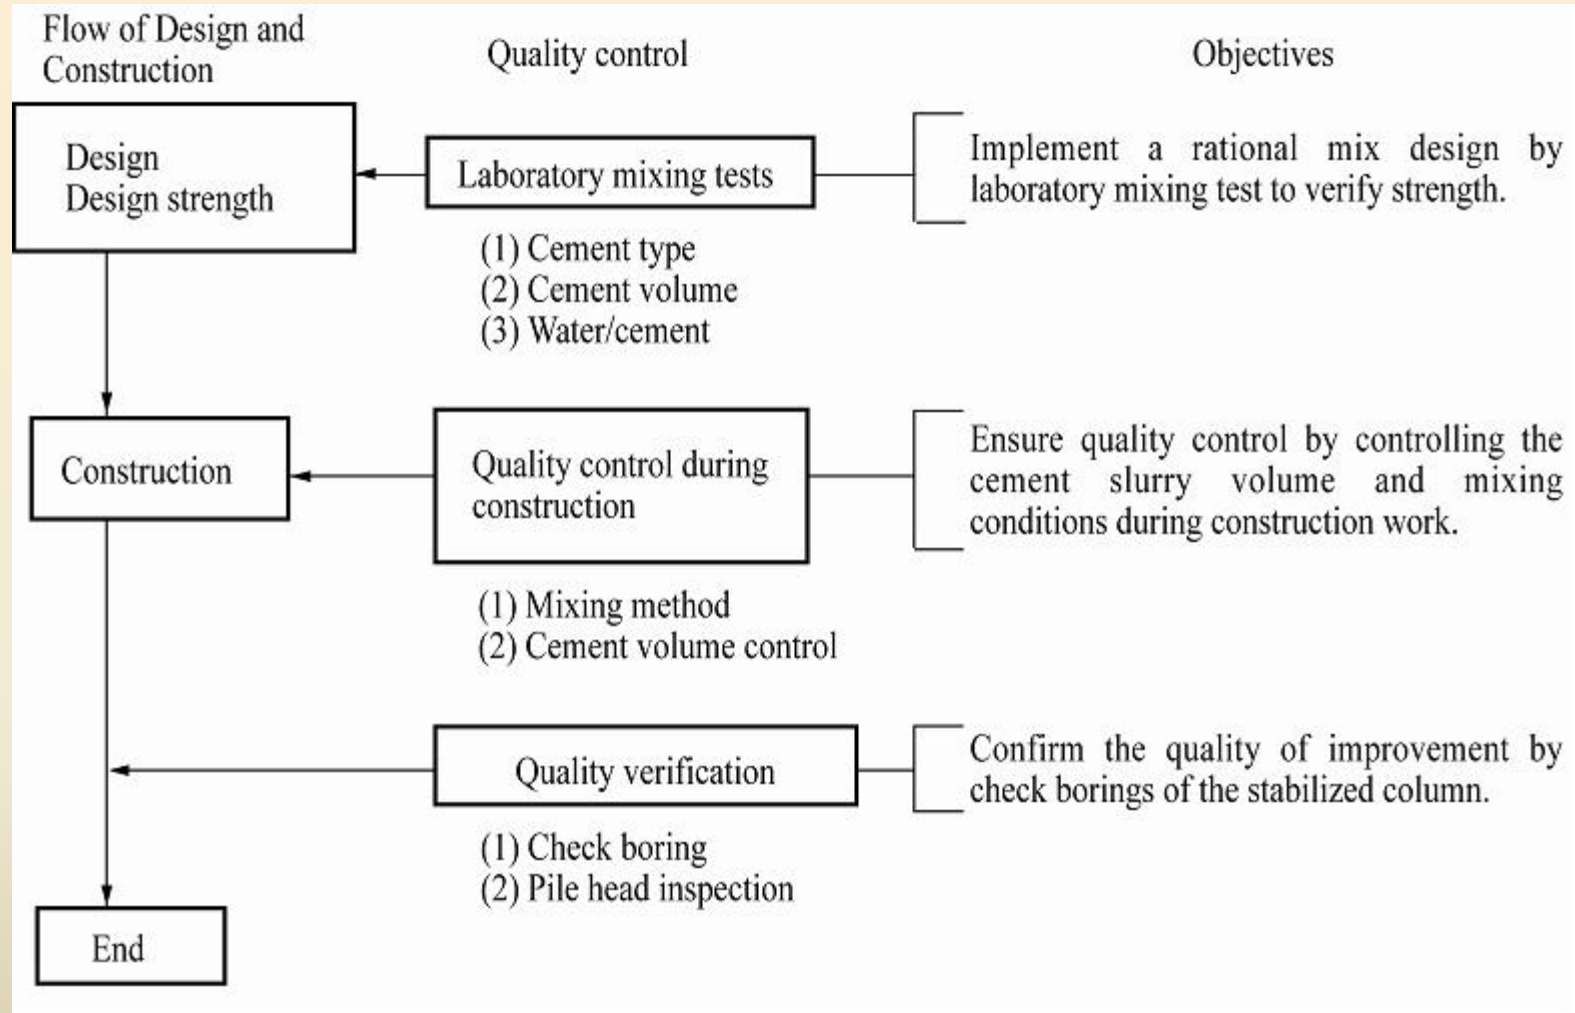 Flow of Design and
Construction
Quality control
Objectives
Design
Design strength
Laboratory mixing tests
Implement a rational mix design by
laboratory mixing test to verify strength.
(1) Cement type
(2) Cement volume
(3) Water/cement
Construction
Quality control during
construction
Ensure quality control by controlling the
cement slurry volume and mixing
conditions during construction work.
(1) Mixing method
(2) Cement volume control
Quality verification
Confirm the quality of improvement by
check borings of the stabilized column.
(1) Check boring
(2) Pile head inspection
End